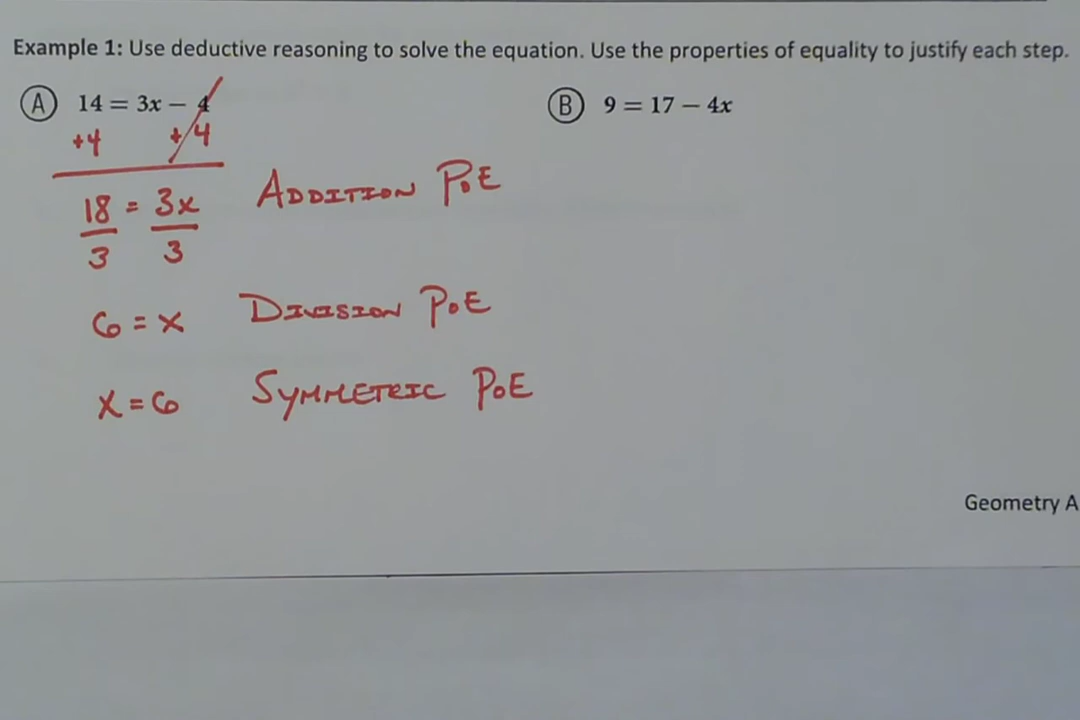 Example 1: Use deductive reasoning to solve the equation. Use the properties of equality to justify each step.
A 14 = 3x − 4
+4 +4
18 = 3x ADDITION PoE
3 3
6 = x DIVISION PoE
x = 6 SYMMETRIC PoE
B 9 = 17 − 4x
Geometry A